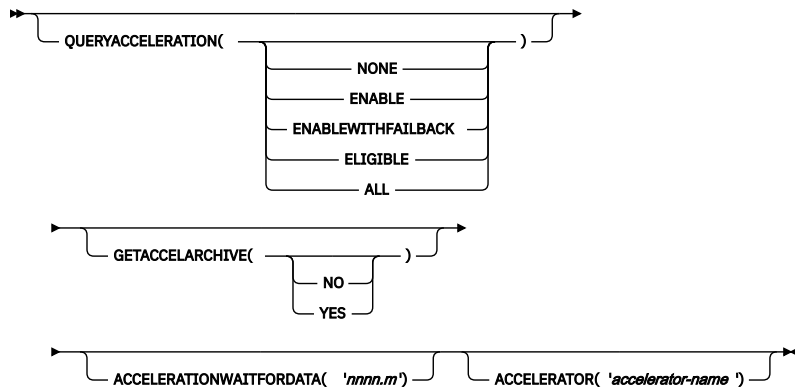 QUERYACCELERATION( )
NONE
ENABLE
ENABLEWITHFAILBACK
ELIGIBLE
ALL
GETACCELARCHIVE( )
NO
YES
ACCELERATIONWAITFORDATA( 'nnnn.m') ACCELERATOR( 'accelerator-name ')